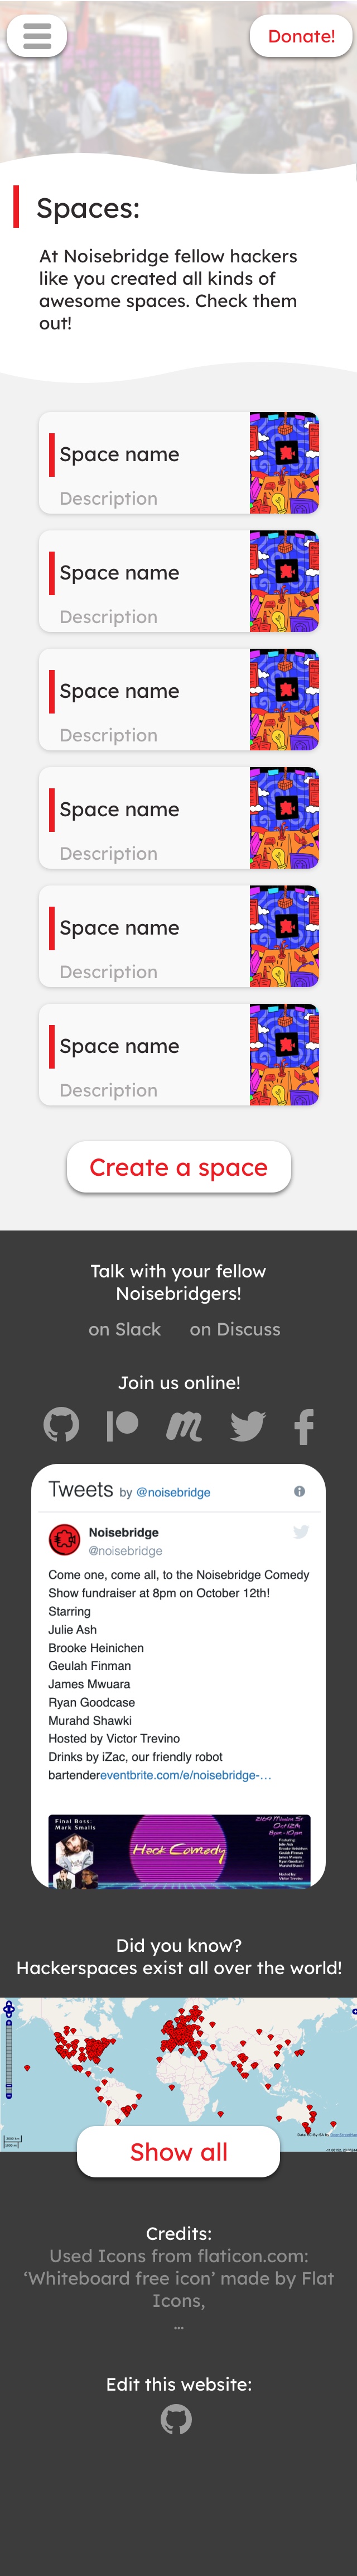 Donate!
Spaces:
At Noisebridge fellow hackers
like you created all kinds of
awesome spaces. Check them
out!
Space name
Description
Space name
Description
Space name
Description
Space name
Description
Space name
Description
Space name
Description
Create a space
Talk with your fellow
Noisebridgers!
on Slack on Discuss
Join us online!
Tweets by @noisebridge
Noisebridge
@noisebridge
Come one, come all, to the Noisebridge Comedy
Show fundraiser at 8pm on October 12th!
Starring
Julie Ash
Brooke Heinichen
Geulah Finman
James Mwuara
Ryan Goodcase
Murahd Shawki
Hosted by Victor Trevino
Drinks by iZac, our friendly robot
bartendereventbrite.com/e/noisebridge-…
Final Boss:
Mark Smalls
Hack Comedy
2169 Mission St
Oct 12th
8pm - 10pm
Did you know?
Hackerspaces exist all over the world!
Show all
Credits:
Used Icons from flaticon.com:
‘Whiteboard free icon’ made by Flat
Icons,
...
Edit this website: